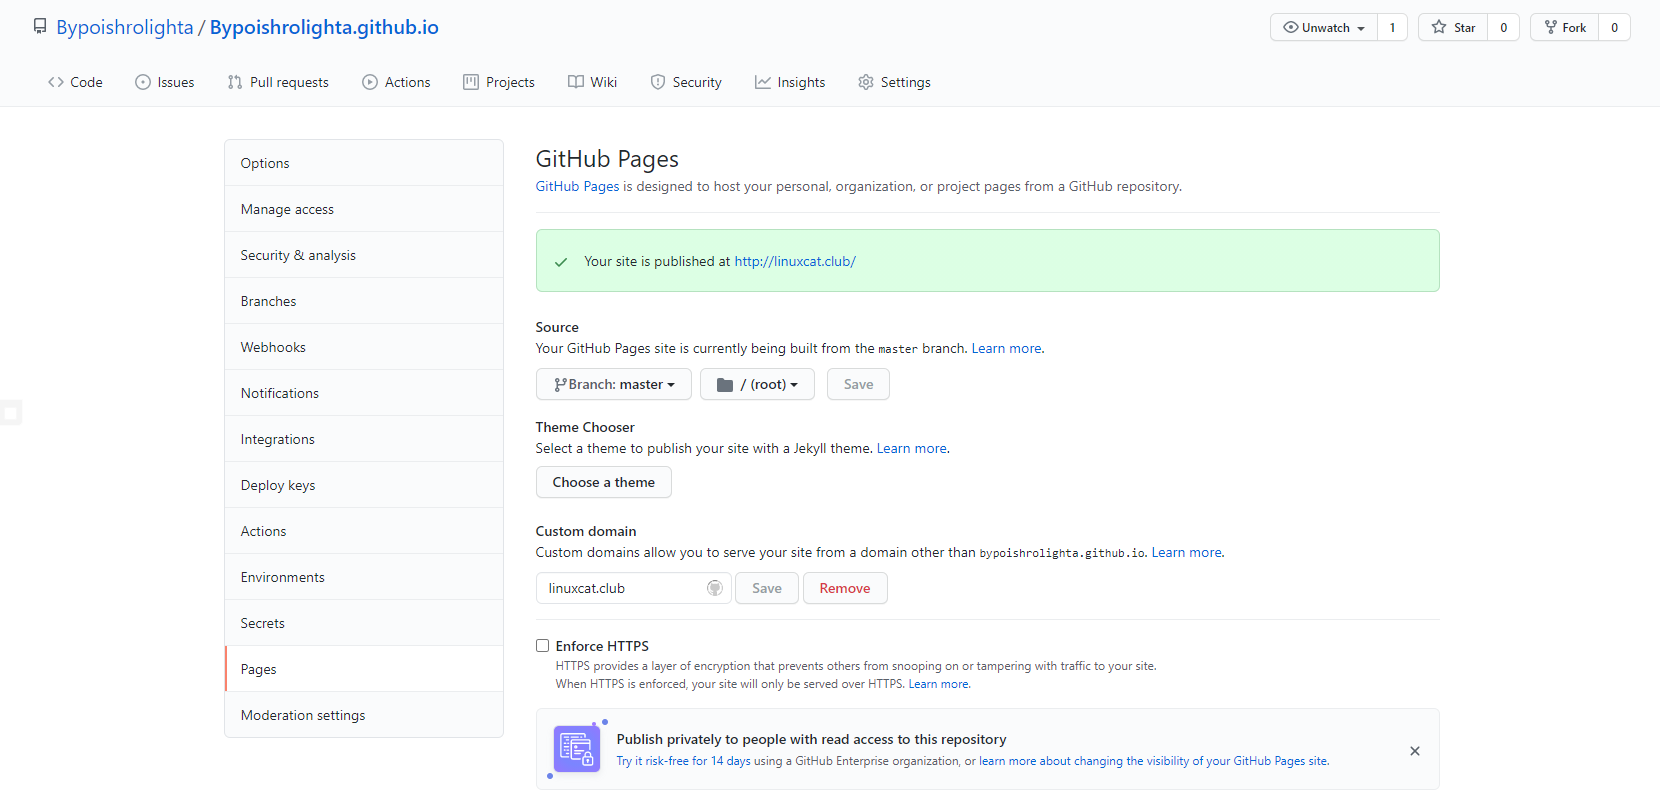 Bypoishrolighta / Bypoishrolighta.github.io
Unwatch 1 Star 0 Fork 0
Code Issues Pull requests Actions Projects Wiki Security Insights Settings
Options
Manage access
Security & analysis
Branches
Webhooks
Notifications
Integrations
Deploy keys
Actions
Environments
Secrets
Pages
Moderation settings
GitHub Pages
GitHub Pages is designed to host your personal, organization, or project pages from a GitHub repository.
Your site is published at http://linuxcat.club/
Source
Your GitHub Pages site is currently being built from the master branch. Learn more.
Branch: master / (root) Save
Theme Chooser
Select a theme to publish your site with a Jekyll theme. Learn more.
Choose a theme
Custom domain
Custom domains allow you to serve your site from a domain other than bypoishrolighta.github.io. Learn more.
linuxcat.club Save Remove
Enforce HTTPS
HTTPS provides a layer of encryption that prevents others from snooping on or tampering with traffic to your site.
When HTTPS is enforced, your site will only be served over HTTPS. Learn more.
Publish privately to people with read access to this repository
Try it risk-free for 14 days using a GitHub Enterprise organization, or learn more about changing the visibility of your GitHub Pages site.